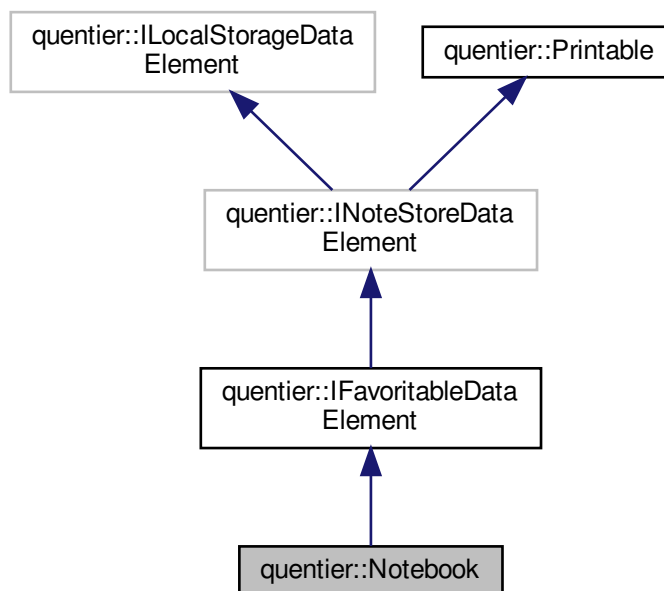 quentier::ILocalStorageData
Element
quentier::Printable
quentier::INoteStoreData
Element
quentier::IFavoritableData
Element
quentier::Notebook